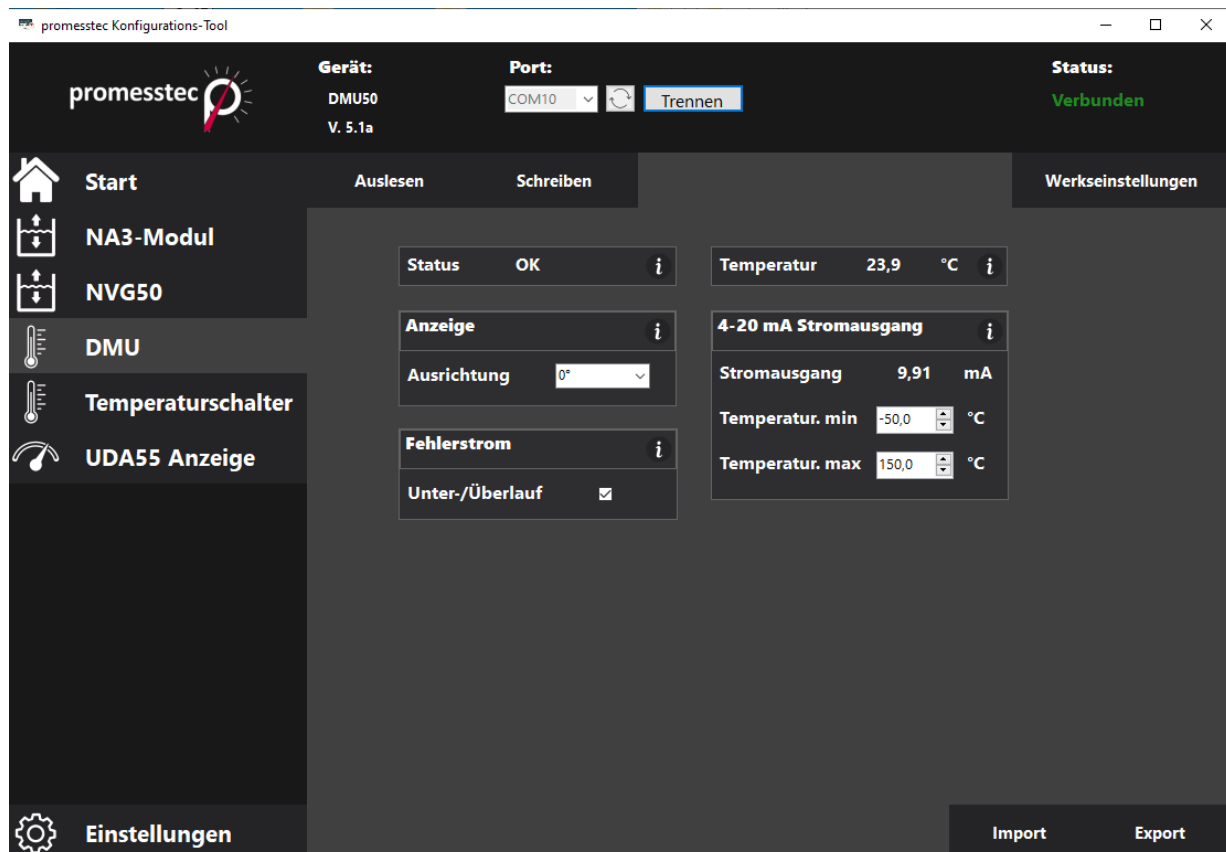 promesstec Konfigurations-Tool
promesstec
Gerät:
DMU50
V. 5.1a
Port:
COM10
Trennen
Status:
Verbunden
Start
NA3-Modul
NVG50
DMU
Temperaturschalter
UDA55 Anzeige
Einstellungen
Auslesen
Schreiben
Werkseinstellungen
Status OK i
Anzeige i
Ausrichtung 0°
Fehlerstrom i
Unter-/Überlauf
Temperatur 23,9 °C i
4-20 mA Stromausgang i
Stromausgang 9,91 mA
Temperatur. min -50,0 °C
Temperatur. max 150,0 °C
Import
Export